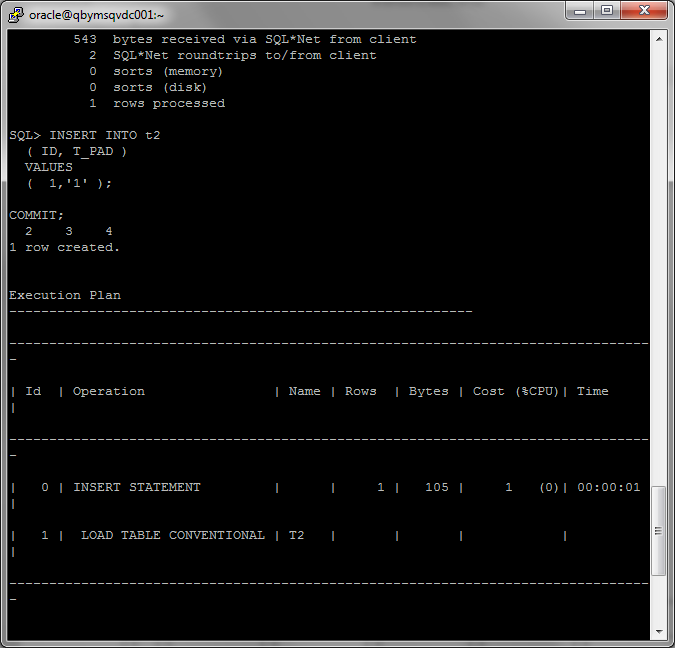 oracle@qbymsqvdc001:~
        543  bytes received via SQL*Net from client
          2  SQL*Net roundtrips to/from client
          0  sorts (memory)
          0  sorts (disk)
          1  rows processed
SQL> INSERT INTO t2
  ( ID, T_PAD )
  VALUES
  (  1,'1' );
COMMIT;
  2    3    4
1 row created.
Execution Plan
----------------------------------------------------------
--------------------------------------------------------------------------------
-
| Id  | Operation                | Name | Rows  | Bytes | Cost (%CPU)| Time
|
--------------------------------------------------------------------------------
-
|   0 | INSERT STATEMENT         |      |     1 |   105 |     1   (0)| 00:00:01
|
|   1 |  LOAD TABLE CONVENTIONAL | T2   |       |       |            |
|
--------------------------------------------------------------------------------
-